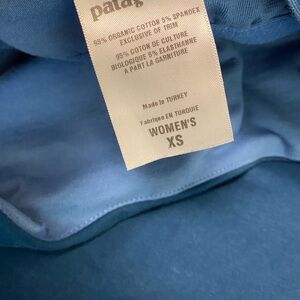 patag
95% ORGANIC COTTON 5% SPANDEX
EXCLUSIVE OF TRIM
95% COTON DE CULTURE
BIOLOGIQUE 5% ELASTHANNE
A PART LA GARNITURE
Made in TURKEY
Fabriqué EN TURQUIE
WOMEN'S
XS